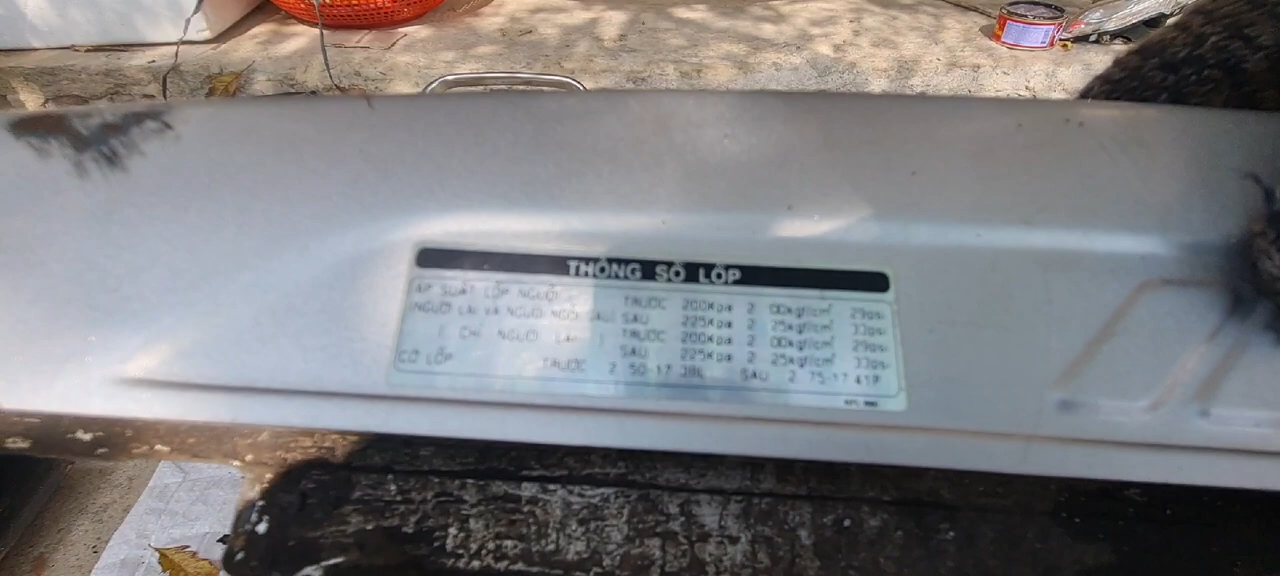 THÔNG SỐ LỐP
ÁP SUẤT LỐP NGUỘI
TRƯỚC 200Kpa 2 00kgf/cm² 29psi
NGƯỜI LÁI VÀ NGƯỜI NGỒI SAU SAU 225Kpa 2 25kgf/cm² 33psi
( CHỈ NGƯỜI LÁI ) TRƯỚC 200Kpa 2 00kgf/cm² 29psi
SAU 225Kpa 2 25kgf/cm² 33psi
CỠ LỐP TRƯỚC 2 50-17 38L SAU 2 75-17 41P